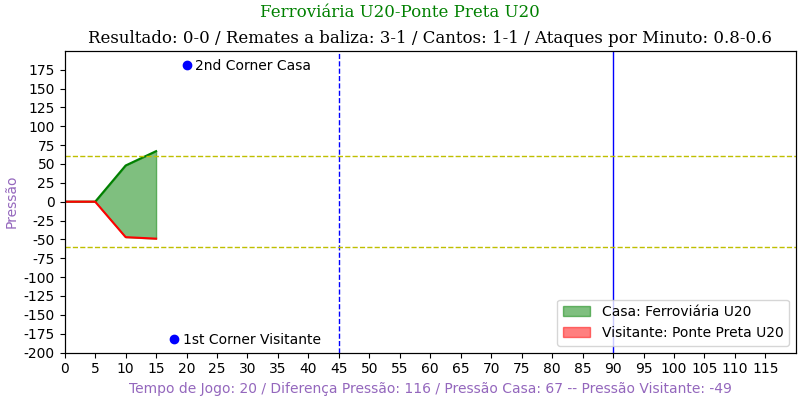 Ferroviária U20-Ponte Preta U20
Resultado: 0-0 / Remates a baliza: 3-1 / Cantos: 1-1 / Ataques por Minuto: 0.8-0.6
Pressão
175
150
125
100
75
50
25
0
-25
-50
-75
-100
-125
-150
-175
-200
2nd Corner Casa
1st Corner Visitante
Casa: Ferroviária U20
Visitante: Ponte Preta U20
0 5 10 15 20 25 30 35 40 45 50 55 60 65 70 75 80 85 90 95 100 105 110 115
Tempo de Jogo: 20 / Diferença Pressão: 116 / Pressão Casa: 67 -- Pressão Visitante: -49